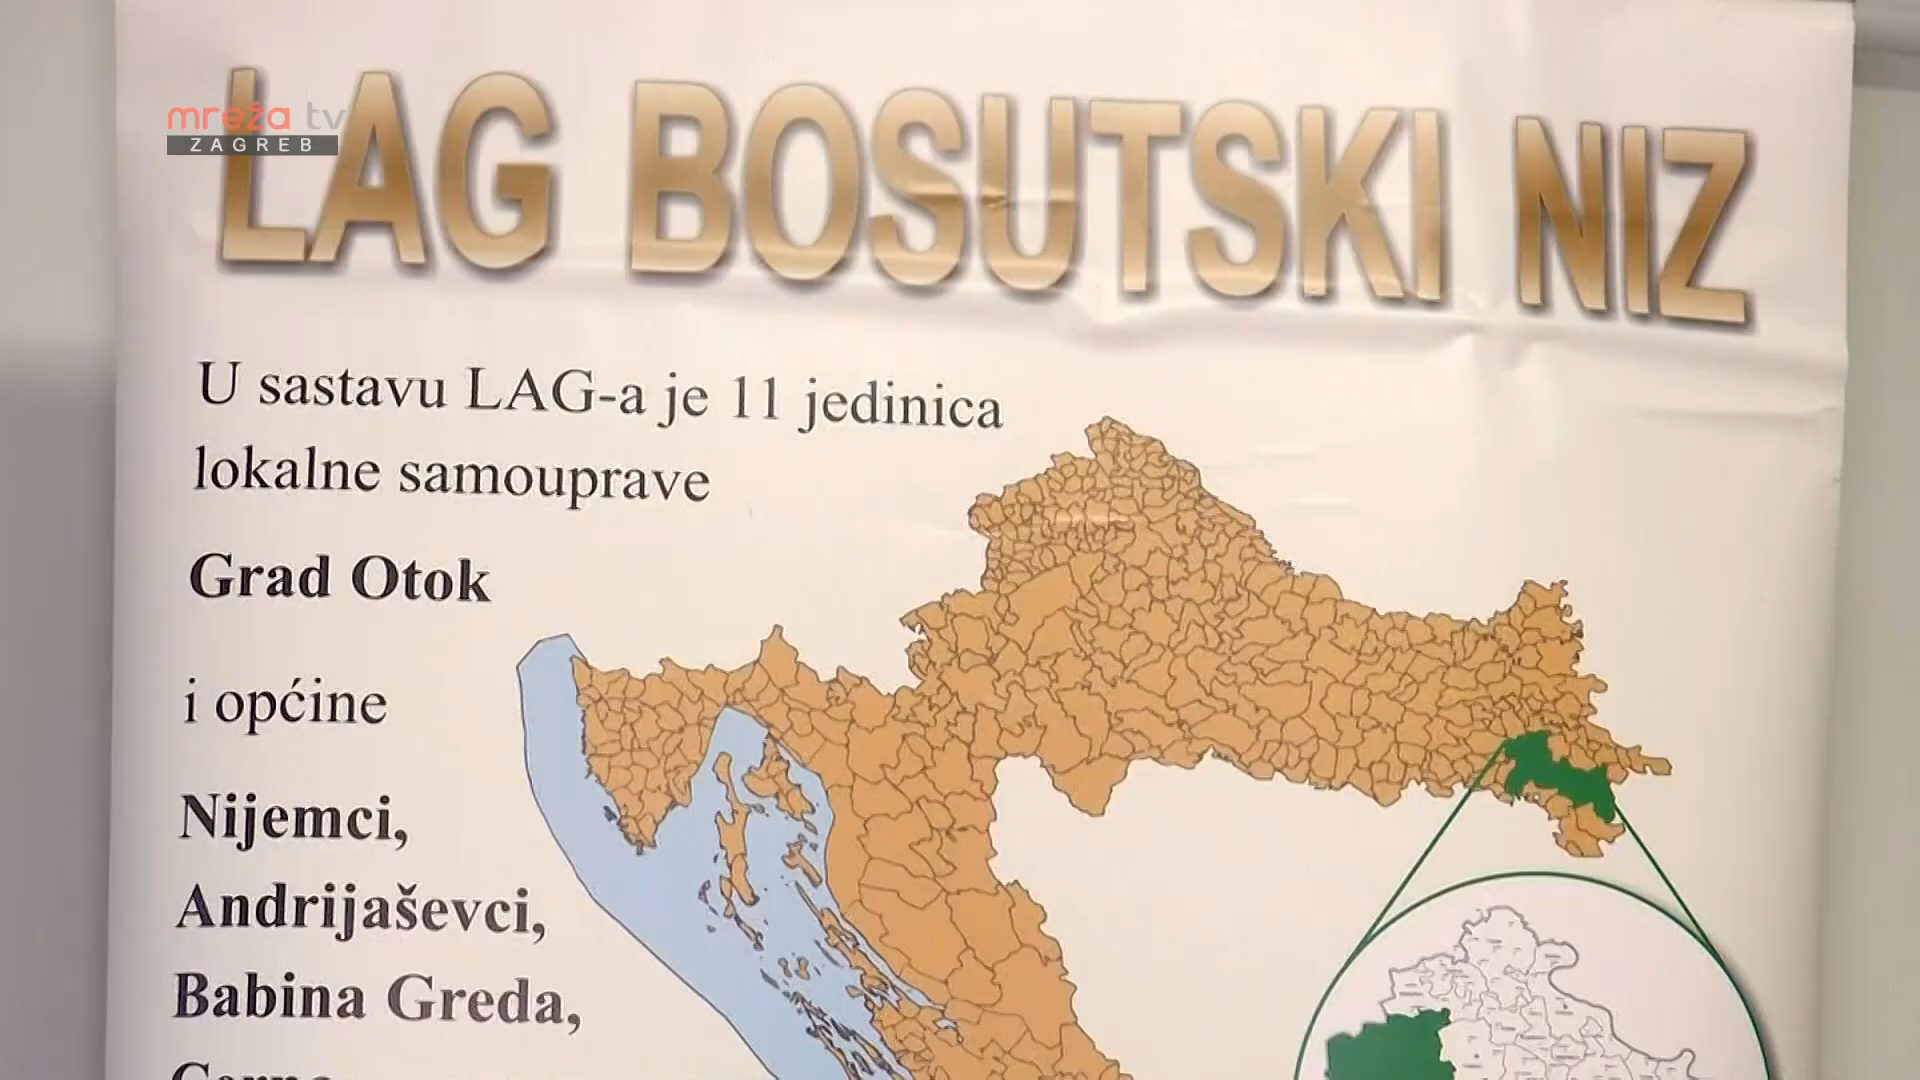 mreža tv
ZAGREB
LAG BOSUTSKI NIZ
U sastavu LAG-a je 11 jedinica
lokalne samouprave
Grad Otok
i općine
Nijemci,
Andrijaševci,
Babina Greda,